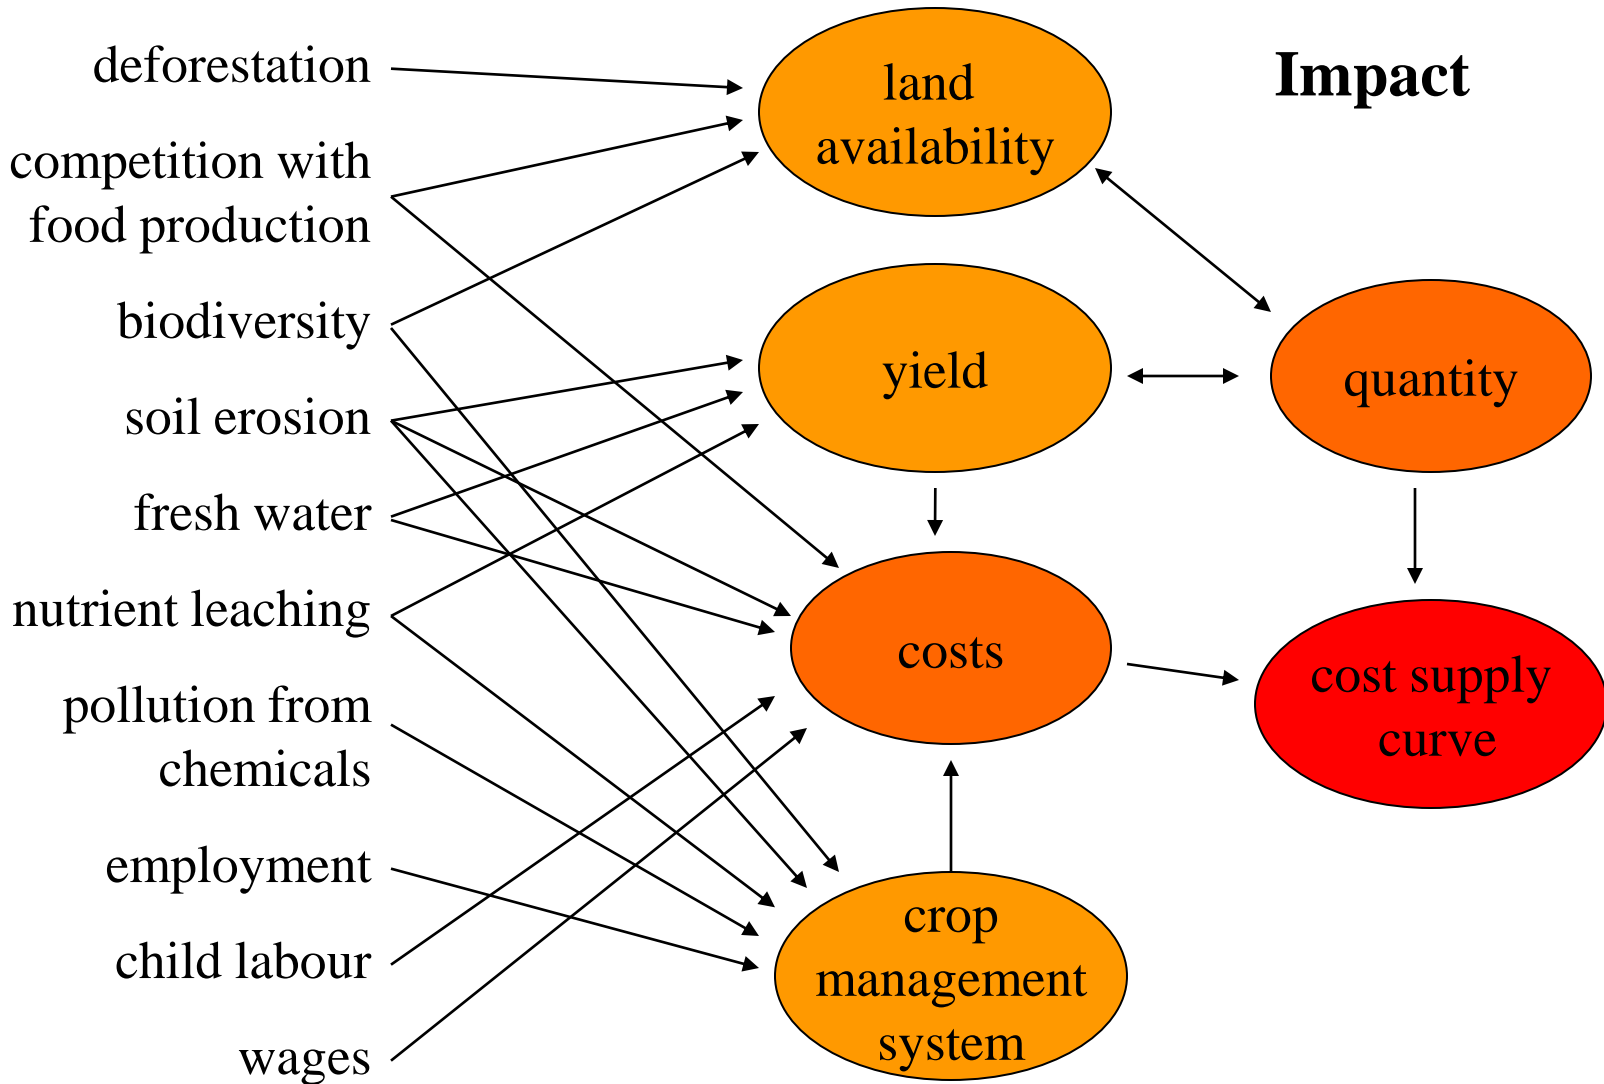 Impact
deforestation
competition with
food production
biodiversity
soil erosion
fresh water
nutrient leaching
pollution from
chemicals
employment
child labour
wages
land
availability
yield
costs
crop
management
system
quantity
cost supply
curve